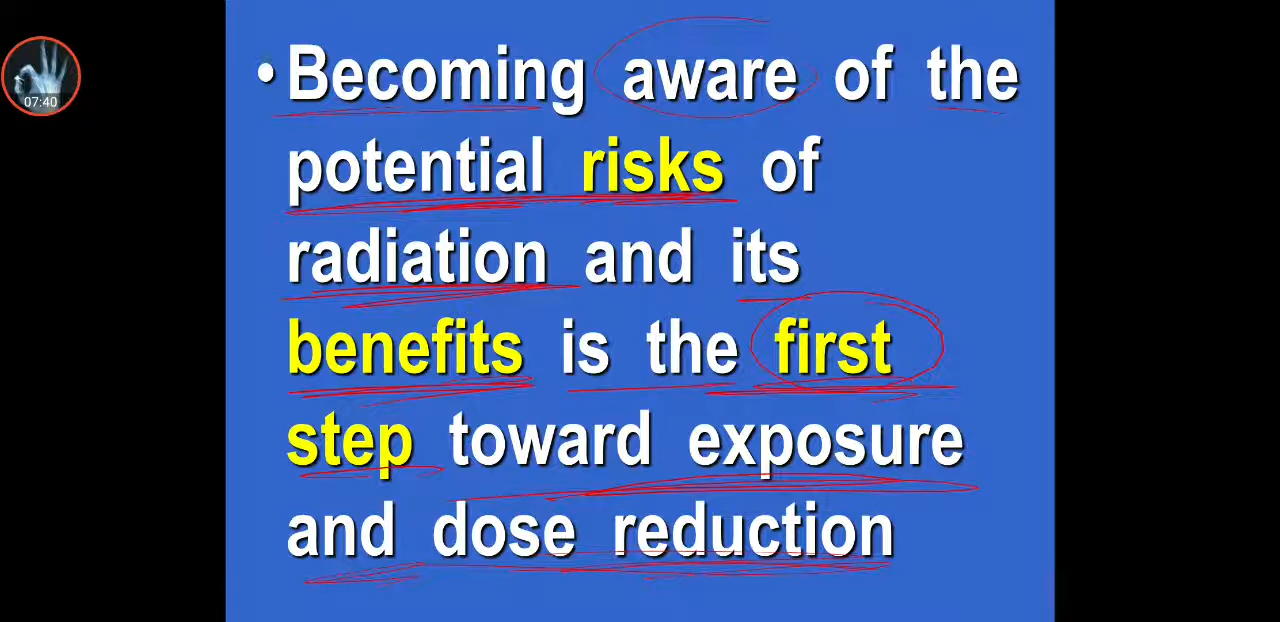 07:40
• Becoming aware of the
potential risks of
radiation and its
benefits is the first
step toward exposure
and dose reduction